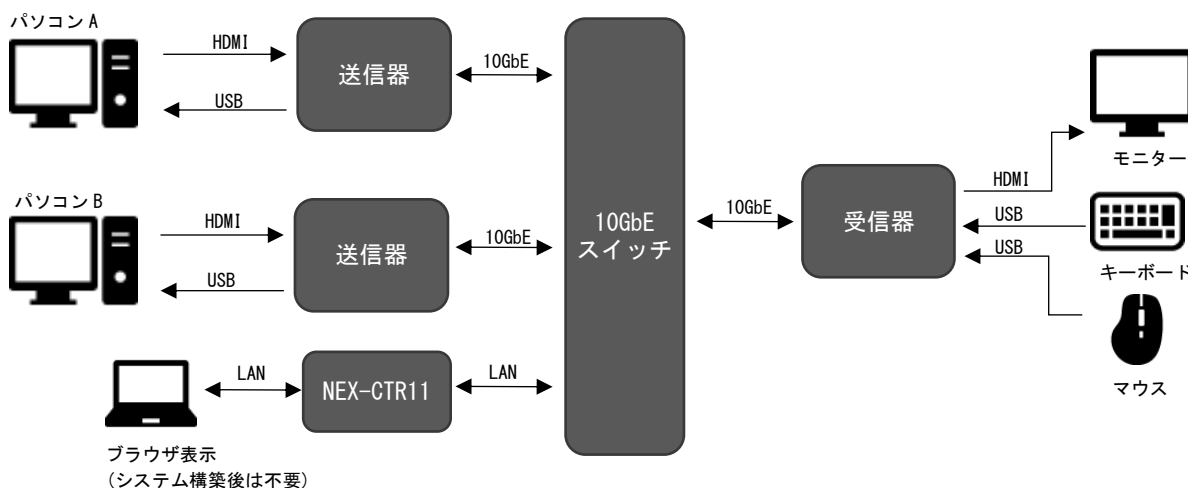 パソコン A
HDMI
USB
送信器
10GbE
パソコン B
HDMI
USB
送信器
10GbE
LAN
NEX-CTR11
LAN
ブラウザ表示
(システム構築後は不要)
10GbE
スイッチ
10GbE
受信器
HDMI
USB
USB
モニター
キーボード
マウス